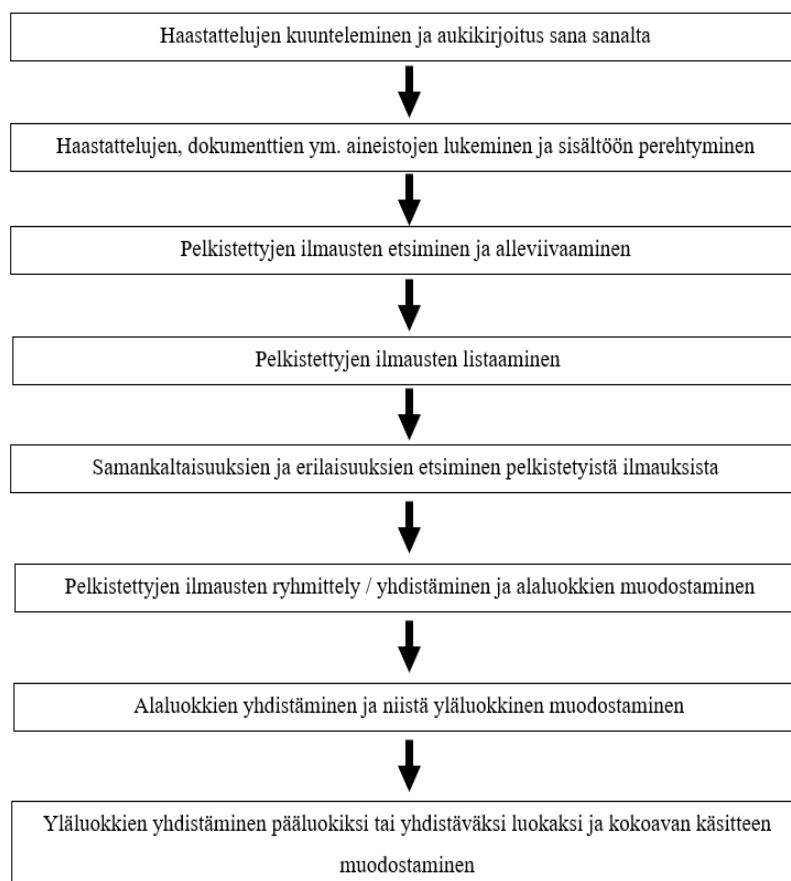 Haastattelujen kuunteleminen ja aukikirjoitus sana sanalta
Haastattelujen, dokumenttien ym. aineistojen lukeminen ja sisältöön perehtyminen
Pelkistettyjen ilmausten etsiminen ja alleviivaaminen
Pelkistettyjen ilmausten listaaminen
Samankaltaisuuksien ja erilaisuuksien etsiminen pelkistetyistä ilmauksista
Pelkistettyjen ilmausten ryhmittely / yhdistäminen ja alaluokkien muodostaminen
Alaluokkien yhdistäminen ja niistä yläluokkinen muodostaminen
Yläluokkien yhdistäminen pääluokiksi tai yhdistäväksi luokaksi ja kokoavan käsitteen
muodostaminen